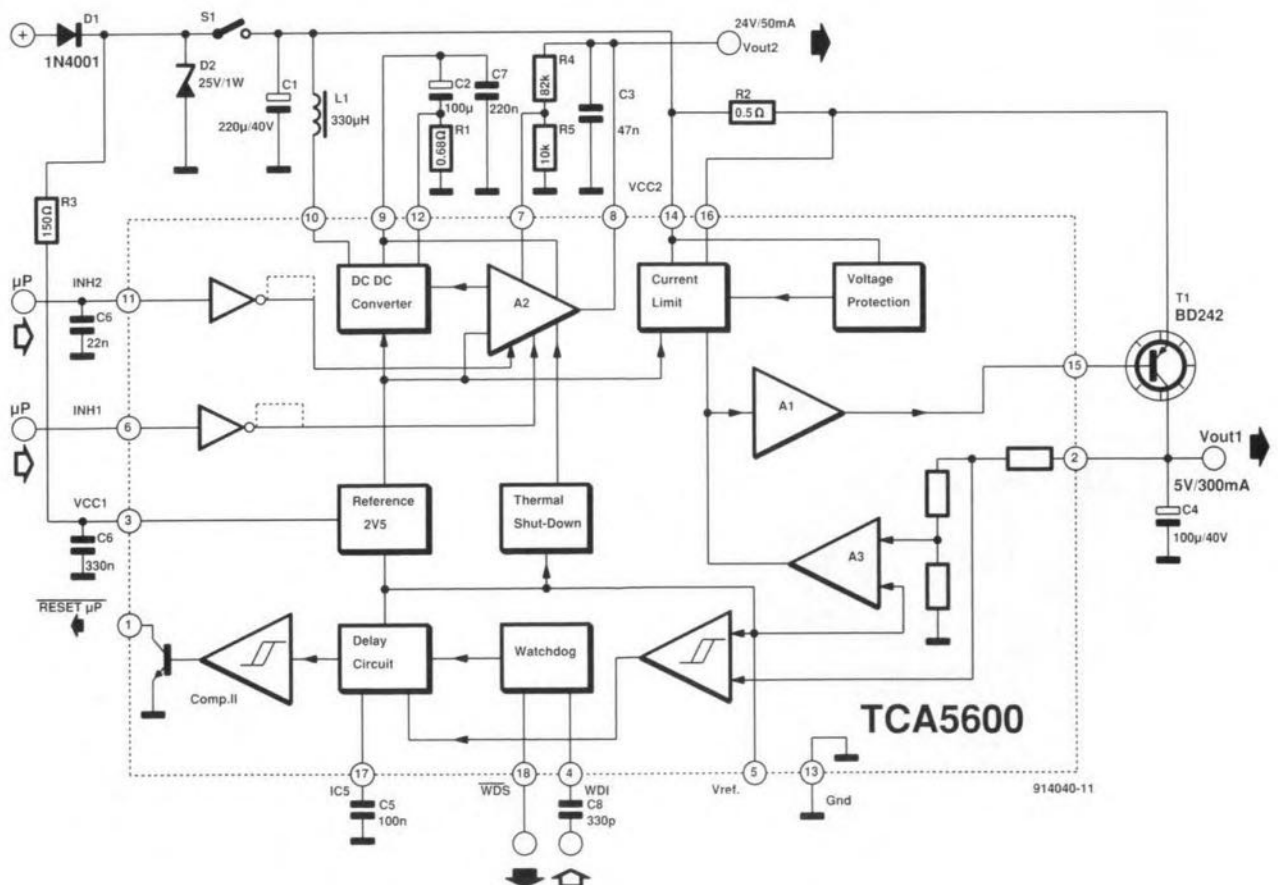 D1
1N4001
S1
D2
25V/1W
C1
220µ/40V
L1
330µH
C2
100µ
C7
220n
R1
0.68Ω
R4
82k
R5
10k
C3
47n
24V/50mA
Vout2
R2
0.5Ω
VCC2
R3
150Ω
10
9
12
7
8
14
16
µP
INH2
11
C6
22n
DC DC
Converter
A2
Current
Limit
Voltage
Protection
T1
BD242
15
µP
INH1
6
A1
2
Vout1
5V/300mA
C4
100µ/40V
VCC1
3
C6
330n
Reference
2V5
Thermal
Shut-Down
A3
RESET µP
1
Comp.II
Delay
Circuit
Watchdog
TCA5600
17
18
4
5
13
IC5
WDS
WDI
Vref.
Gnd
914040-11
C5
100n
C8
330p